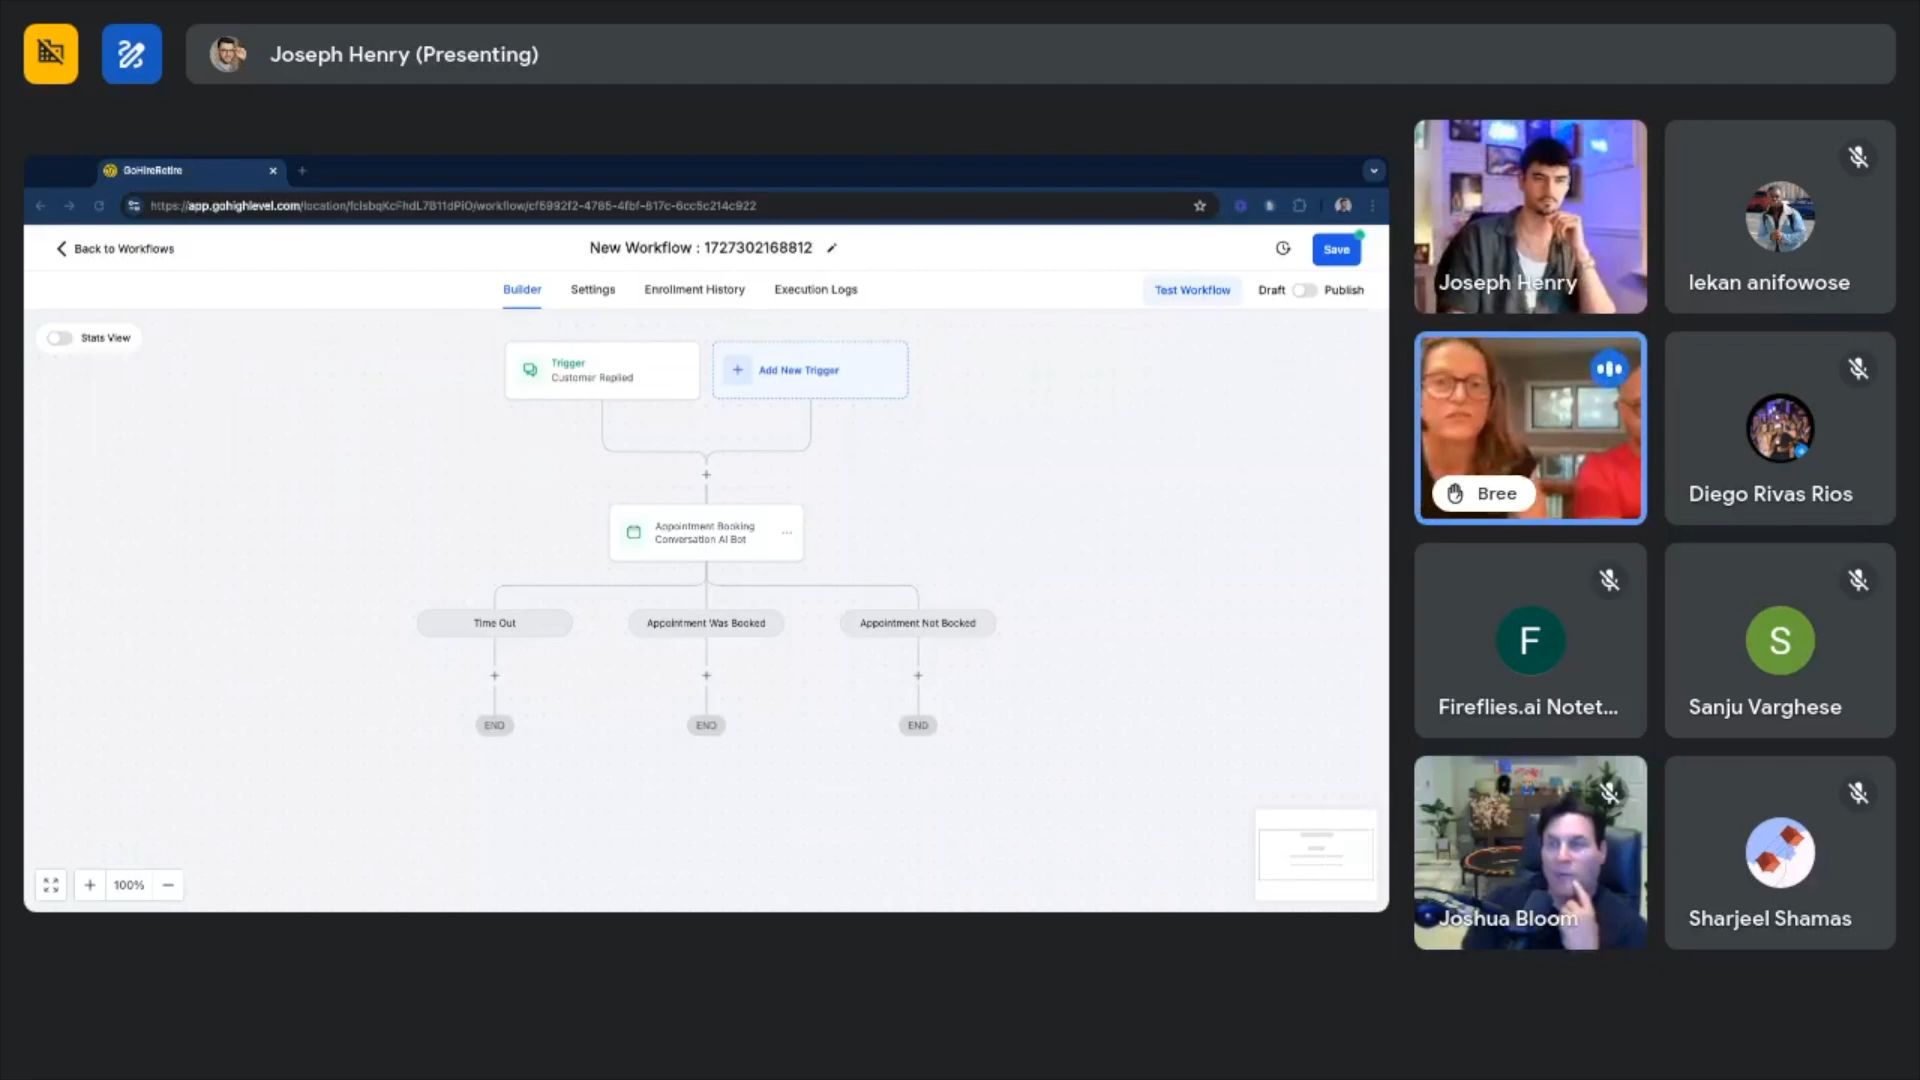 Joseph Henry (Presenting)
GoHireRetire
https://app.gohighlevel.com/location/fclsbqKcFhdL7B11dPiO/workflow/cf5992f2-4785-4fbf-817c-6cc5c214c922
Back to Workflows
New Workflow : 1727302168812
Save
Builder
Settings
Enrollment History
Execution Logs
Test Workflow
Draft
Publish
Stats View
Trigger
Customer Replied
Add New Trigger
Appointment Booking
Conversation AI Bot
Time Out
Appointment Was Booked
Appointment Not Booked
END
END
END
100%
Joseph Henry
lekan anifowose
Bree
Diego Rivas Rios
F
Fireflies.ai Notet...
S
Sanju Varghese
Joshua Bloom
Sharjeel Shamas